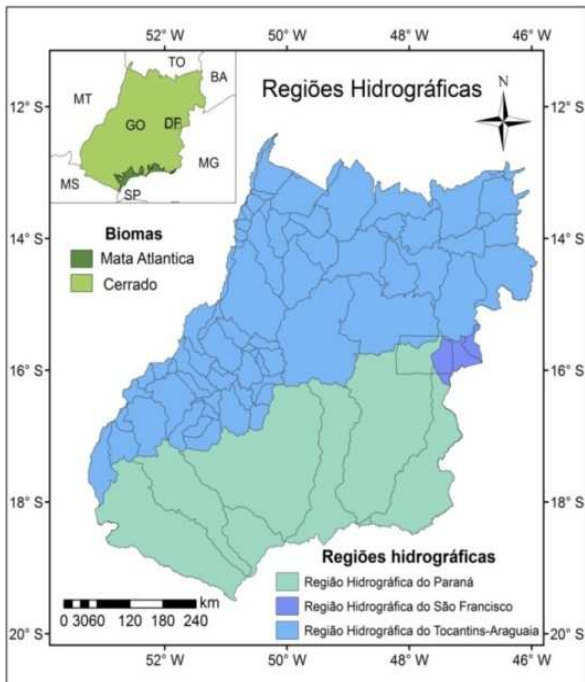 52° W 50° W 48° W 46° W
TO
BA
MT
GO
DF
MG
MS
SP
Regiões Hidrográficas
N
Biomas
Mata Atlantica
Cerrado
12° S
12° S
14° S
14° S
16° S
16° S
18° S
18° S
20° S
20° S
Regiões hidrográficas
Região Hidrográfica do Paraná
Região Hidrográfica do São Francisco
Região Hidrográfica do Tocantins-Araguaia
km
0 3060 120 180 240
52° W 50° W 48° W 46° W